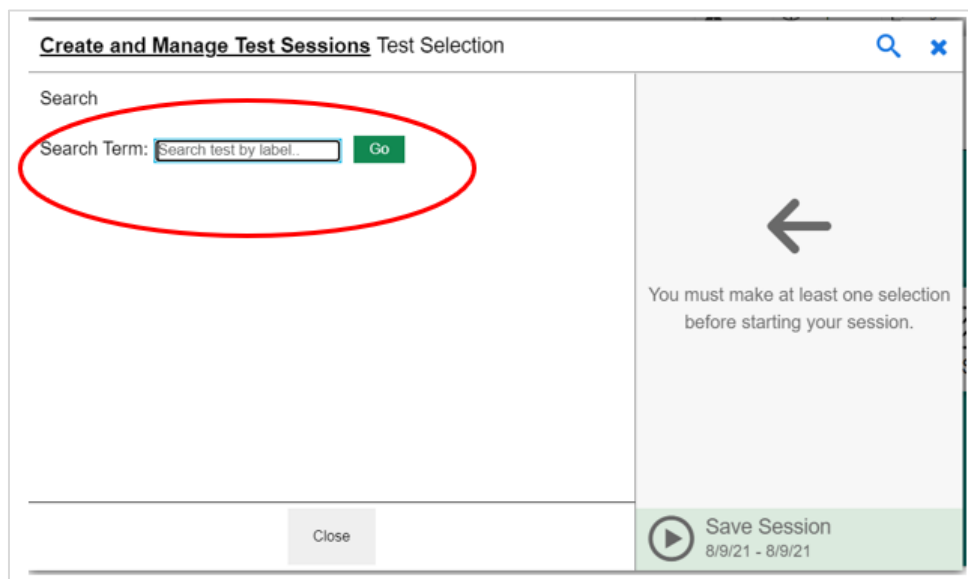 Create and Manage Test Sessions Test Selection
Search
Search Term: Search test by label.. Go
You must make at least one selection
before starting your session.
Close
Save Session
8/9/21 - 8/9/21